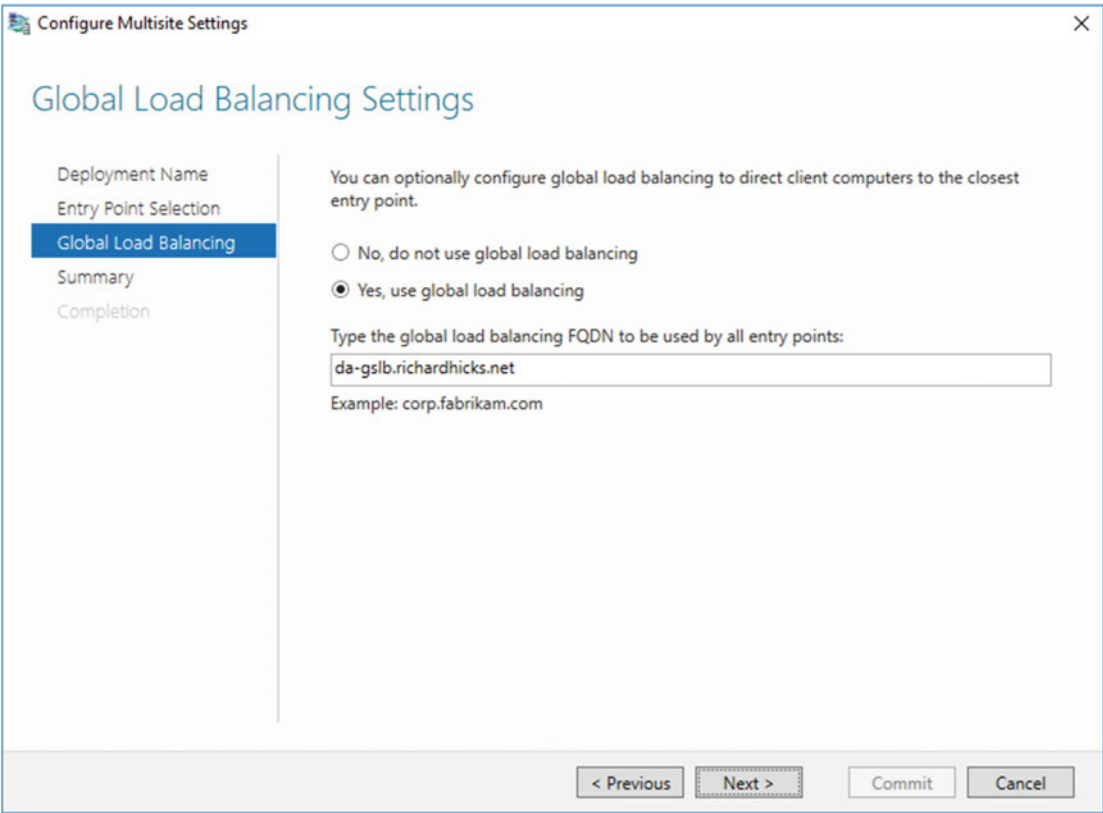 Configure Multisite Settings
Global Load Balancing Settings
Deployment Name
Entry Point Selection
Global Load Balancing
Summary
Completion
You can optionally configure global load balancing to direct client computers to the closest
entry point.
No, do not use global load balancing
Yes, use global load balancing
Type the global load balancing FQDN to be used by all entry points:
da-gslb.richardhicks.net
Example: corp.fabrikam.com
< Previous
Next >
Commit
Cancel